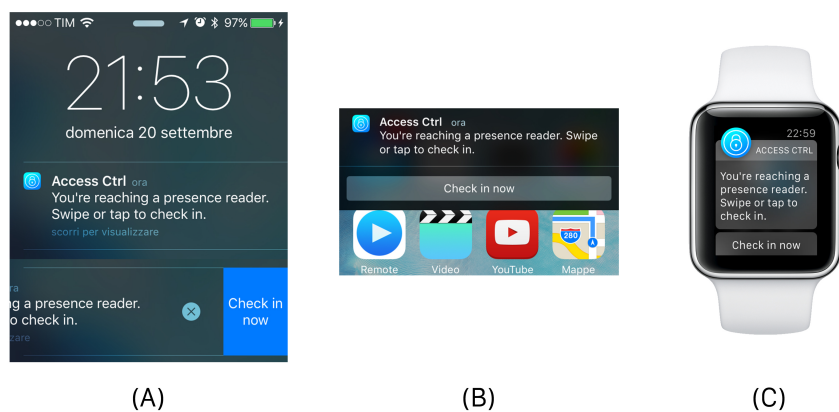 TIM 97%
21:53
domenica 20 settembre
Access Ctrl ora
You're reaching a presence reader.
Swipe or tap to check in.
scorri per visualizzare
ra
g a presence reader.
o check in.
zare
Check in
now
(A)
Access Ctrl ora
You're reaching a presence reader. Swipe
or tap to check in.
Check in now
280
Remote Video YouTube Mappe
(B)
22:59
ACCESS CTRL
You're reaching a
presence reader.
Swipe or tap to
check in.
Check in now
(C)